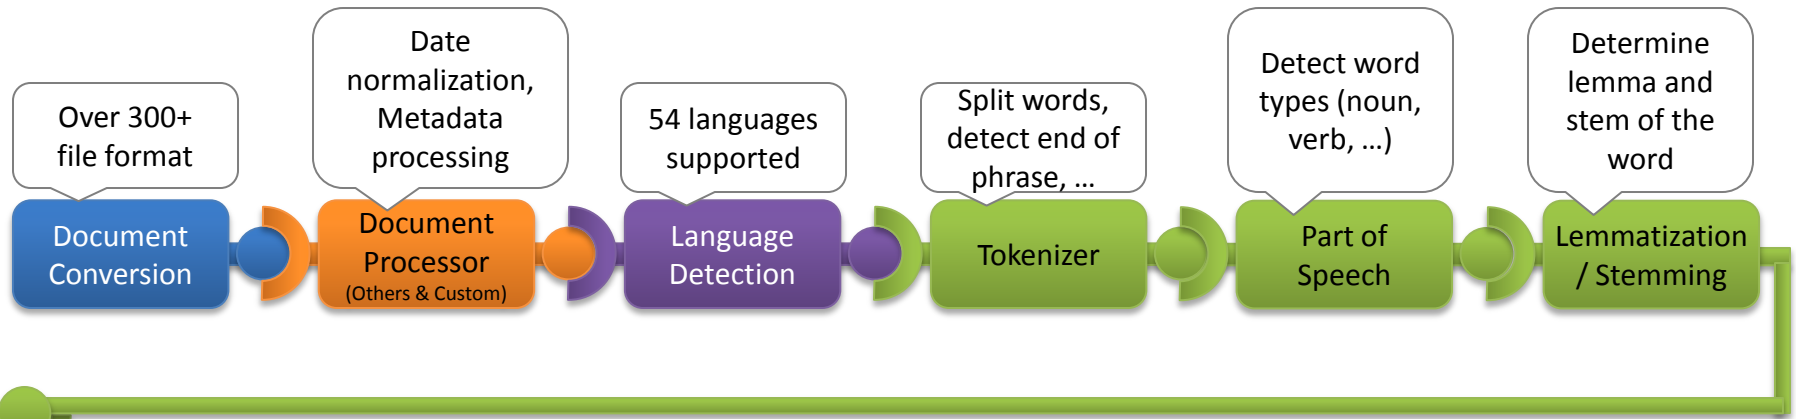 Over 300+
file format
Date
normalization,
Metadata
processing
54 languages
supported
Split words,
detect end of
phrase, ...
Detect word
types (noun,
verb, ...)
Determine
lemma and
stem of the
word
Document
Conversion
Document
Processor
(Others & Custom)
Language
Detection
Tokenizer
Part of
Speech
Lemmatization
/ Stemming